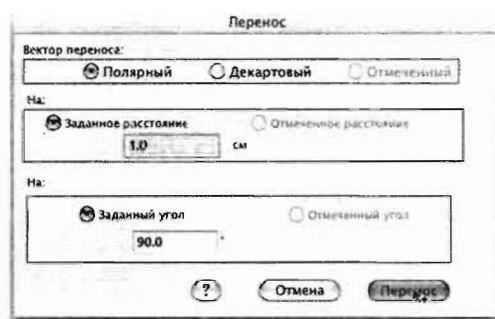 Перенос
Вектор переноса:
Полярный Декартовый Отмеченный
На:
Заданное расстояние Отмеченное расстояние
1.0 см
На:
Заданный угол Отмеченный угол
90.0 °
? Отмена Перенос